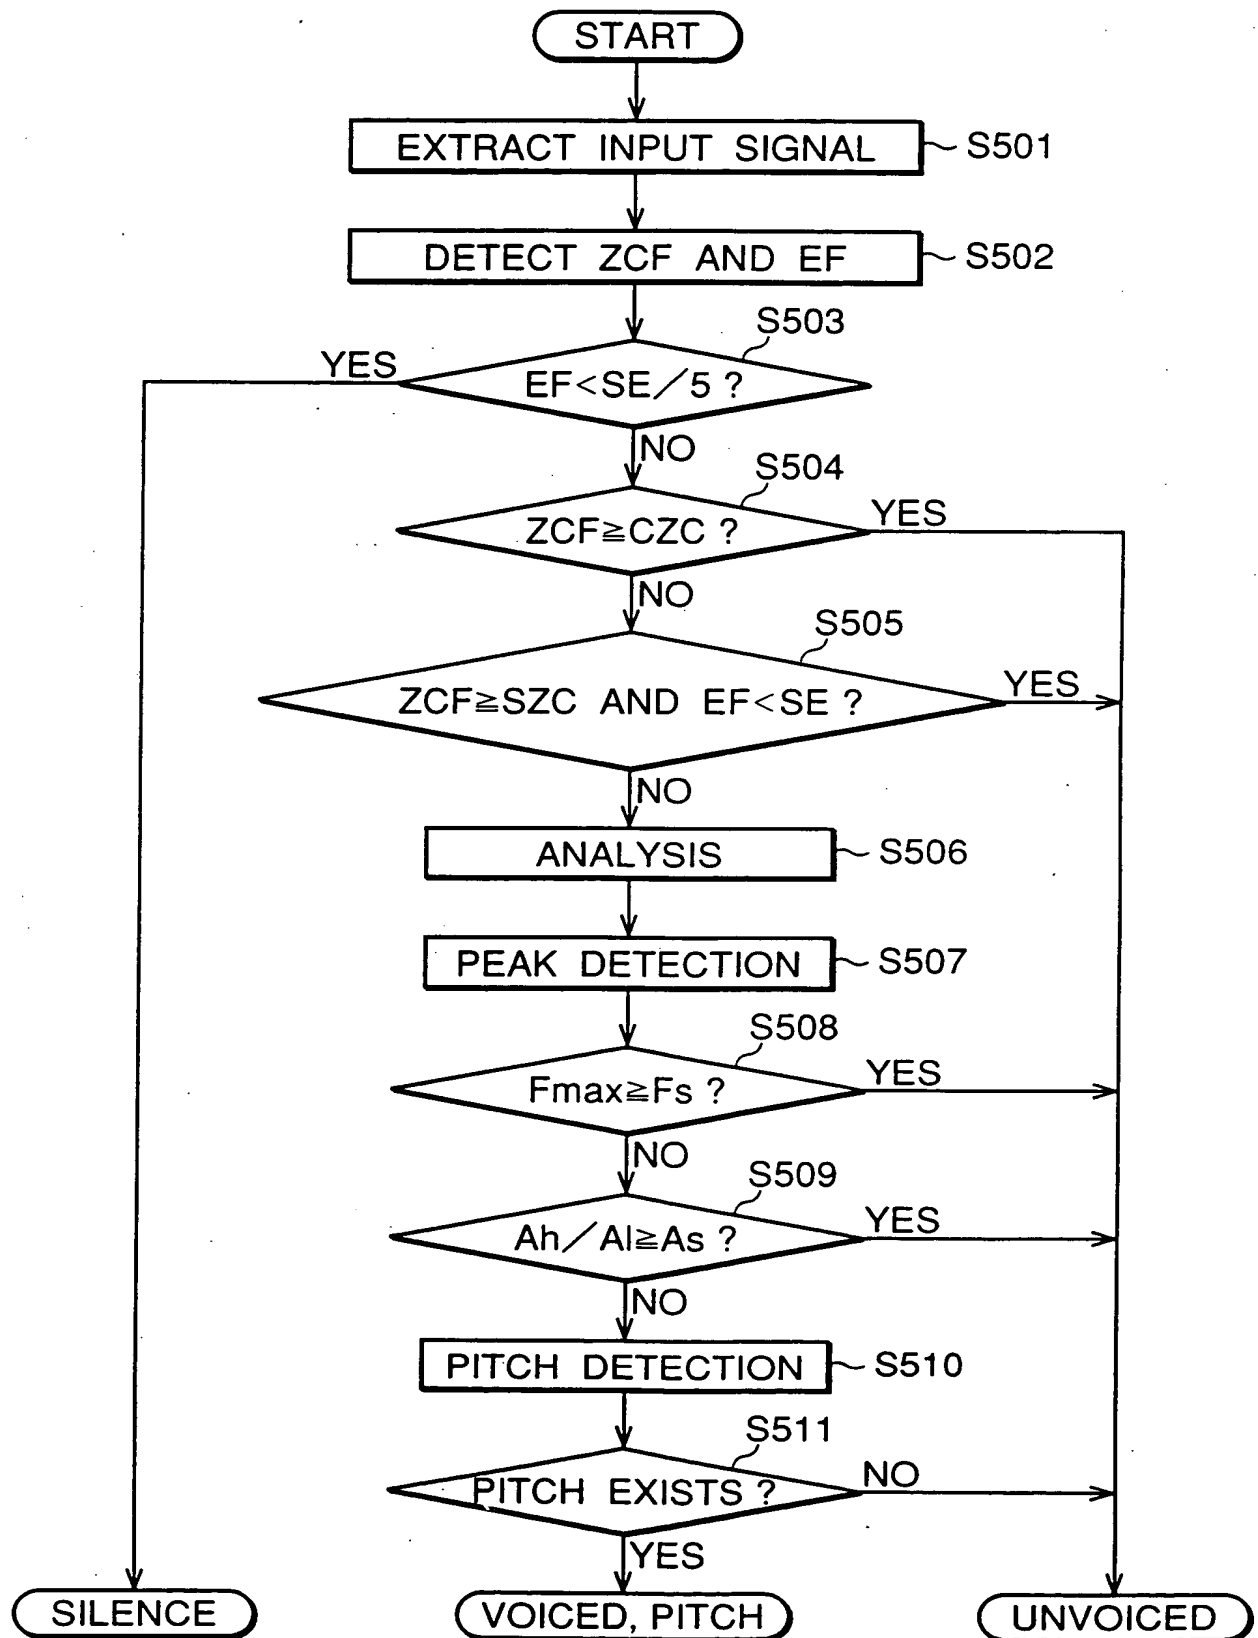 START
EXTRACT INPUT SIGNAL
S501
DETECT ZCF AND EF
S502
S503
YES
EF<SE/5 ?
NO
S504
ZCF≧CZC ?
YES
NO
S505
ZCF≧SZC AND EF<SE ?
YES
NO
ANALYSIS
S506
PEAK DETECTION
S507
S508
Fmax≧Fs ?
YES
NO
S509
Ah/Al≧As ?
YES
NO
PITCH DETECTION
S510
S511
PITCH EXISTS ?
NO
YES
SILENCE
VOICED, PITCH
UNVOICED